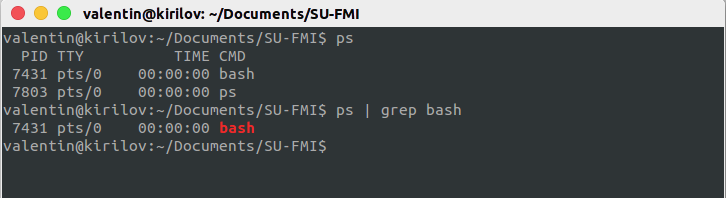 valentin@kirilov: ~/Documents/SU-FMI
valentin@kirilov:~/Documents/SU-FMI$ ps
  PID TTY          TIME CMD
 7431 pts/0    00:00:00 bash
 7803 pts/0    00:00:00 ps
valentin@kirilov:~/Documents/SU-FMI$ ps | grep bash
 7431 pts/0    00:00:00 bash
valentin@kirilov:~/Documents/SU-FMI$